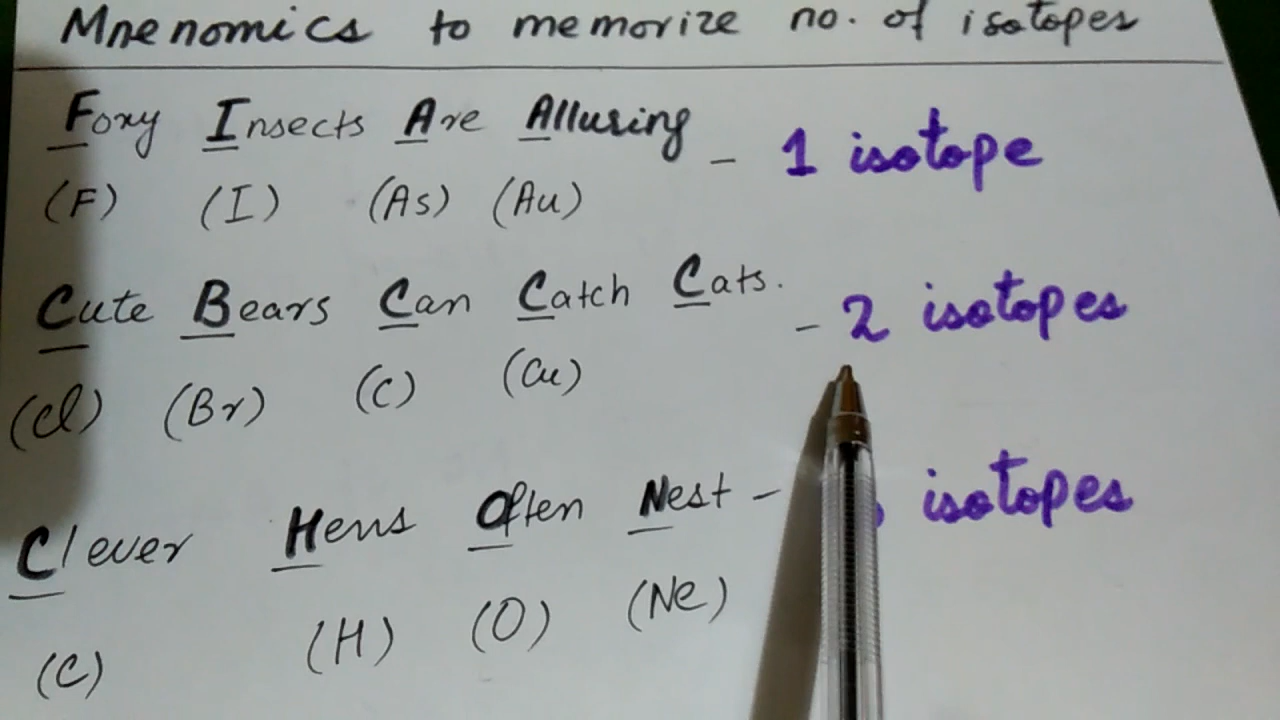 Mnenomics to memorize no. of isotopes
Foxy Insects Are Alluring - 1 isotope
(F) (I) (As) (Au)
Cute Bears Can Catch Cats. - 2 isotopes
(Cl) (Br) (C) (Cu)
Clever Hens Often Nest - isotopes
(C) (H) (O) (Ne)